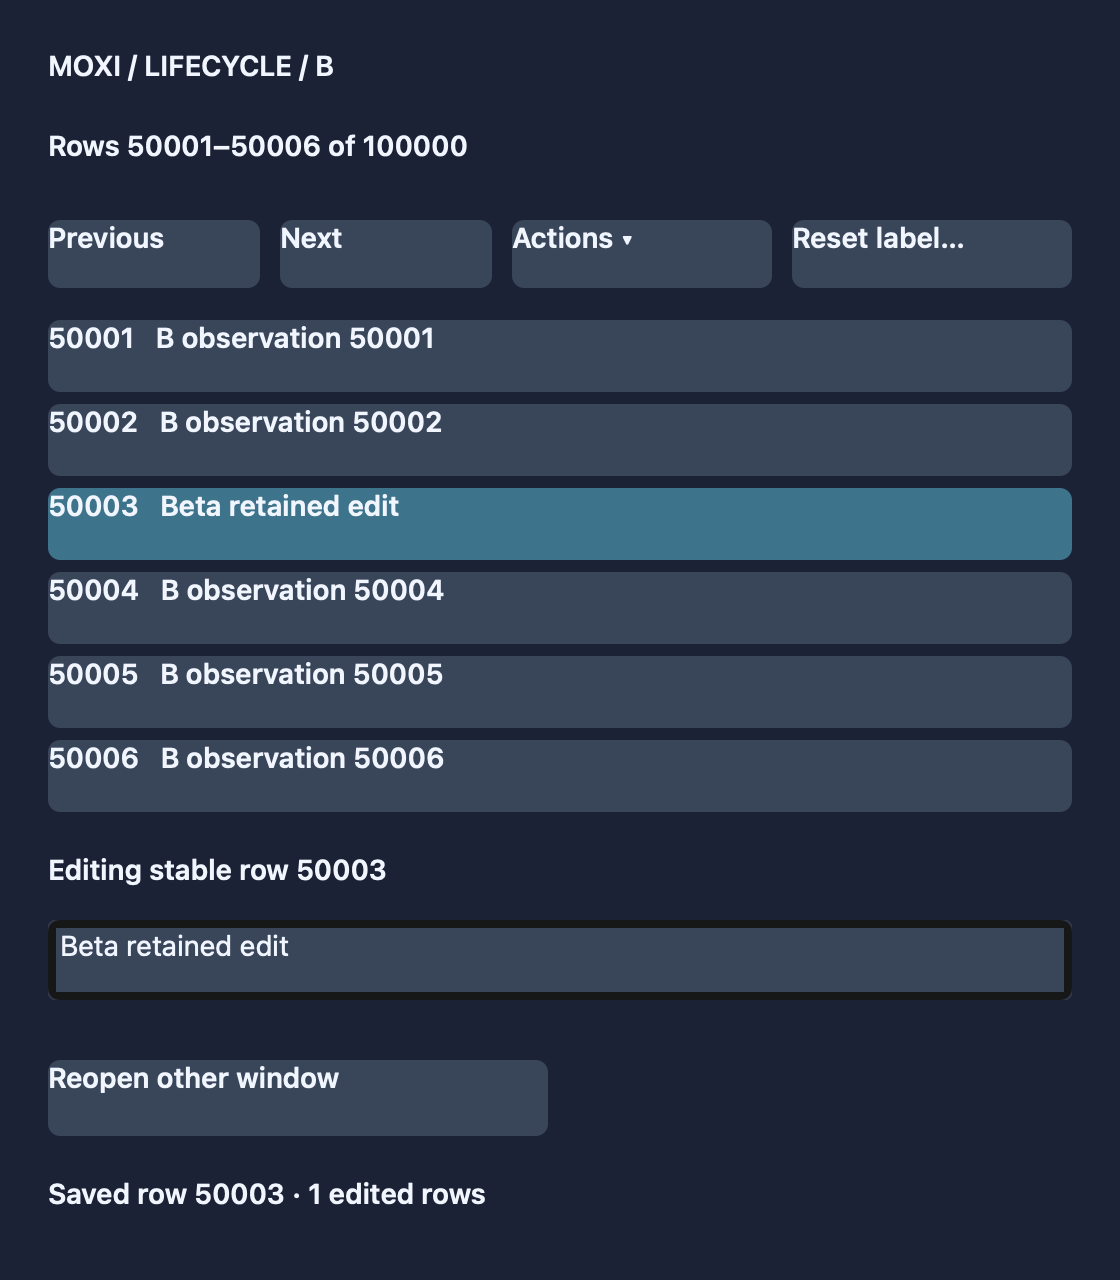 MOXI / LIFECYCLE / B
Rows 50001–50006 of 100000
Previous Next Actions ▾ Reset label...
50001 B observation 50001
50002 B observation 50002
50003 Beta retained edit
50004 B observation 50004
50005 B observation 50005
50006 B observation 50006
Editing stable row 50003
Beta retained edit
Reopen other window
Saved row 50003 · 1 edited rows